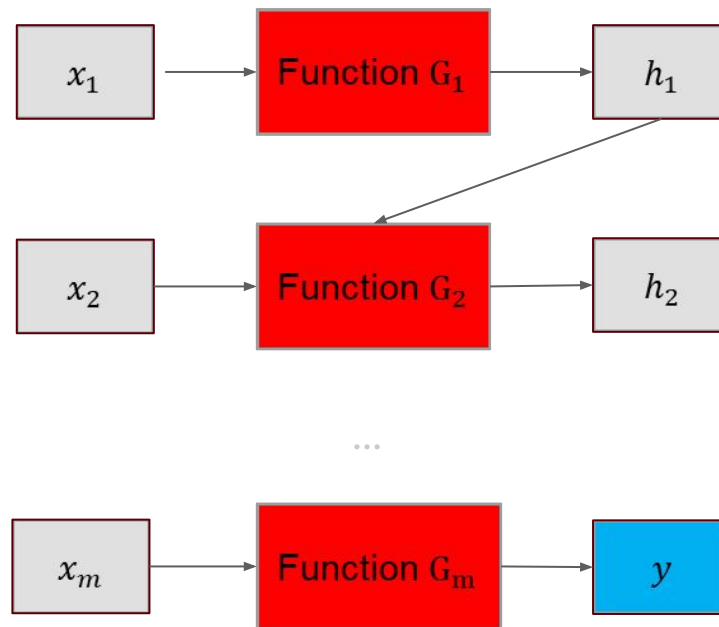 x₁ Function G₁ h₁
x₂ Function G₂ h₂
...
xₘ Function Gₘ y